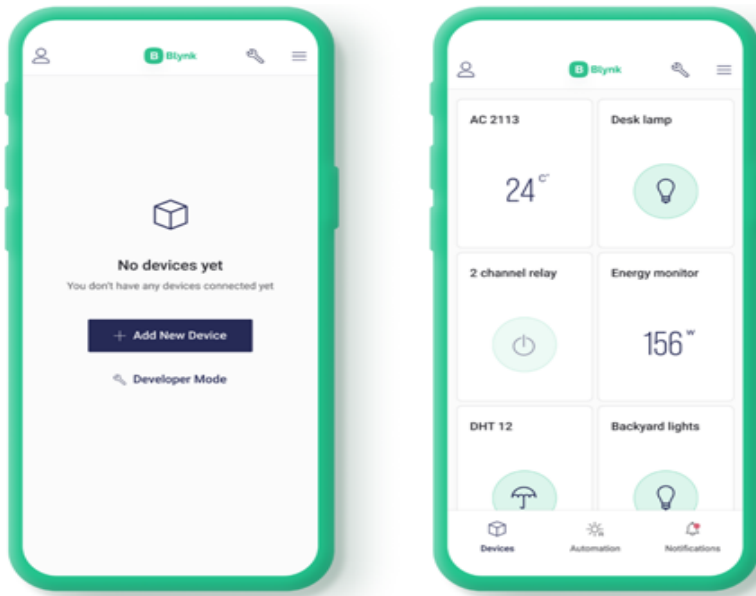 B Blynk
No devices yet
You don't have any devices connected yet
+ Add New Device
Developer Mode
B Blynk
AC 2113
Desk lamp
24 C°
2 channel relay
Energy monitor
156 W
DHT 12
Backyard lights
Devices
Automation
Notifications